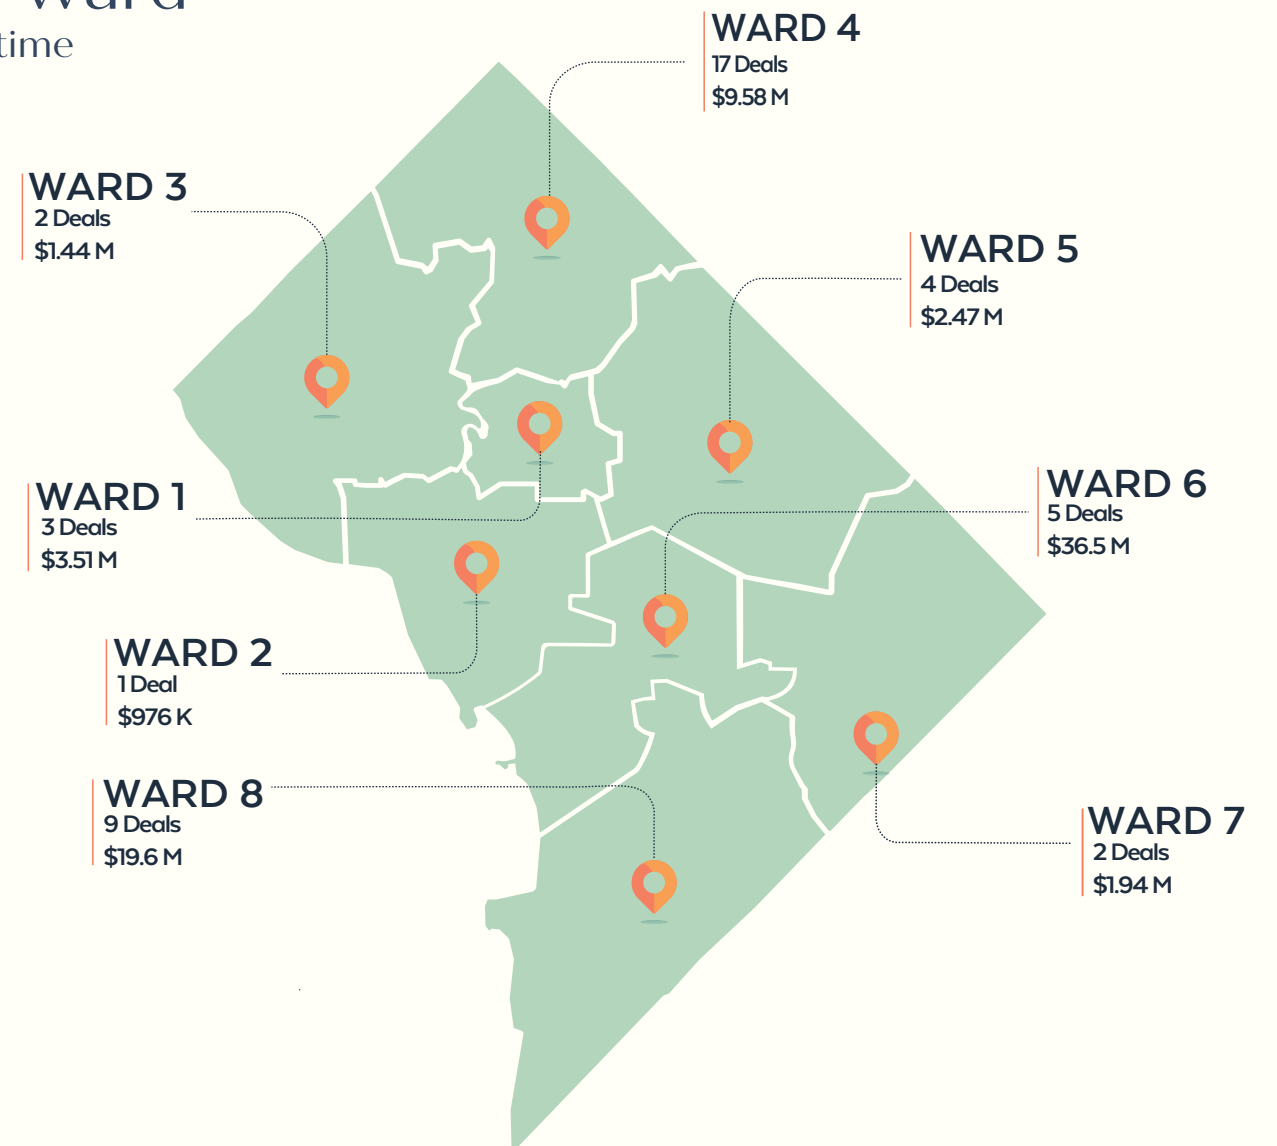 ward
time
WARD 4
17 Deals
$9.58 M
WARD 3
2 Deals
$1.44 M
WARD 5
4 Deals
$2.47 M
WARD 1
3 Deals
$3.51 M
WARD 6
5 Deals
$36.5 M
WARD 2
1 Deal
$976 K
WARD 8
9 Deals
$19.6 M
WARD 7
2 Deals
$1.94 M